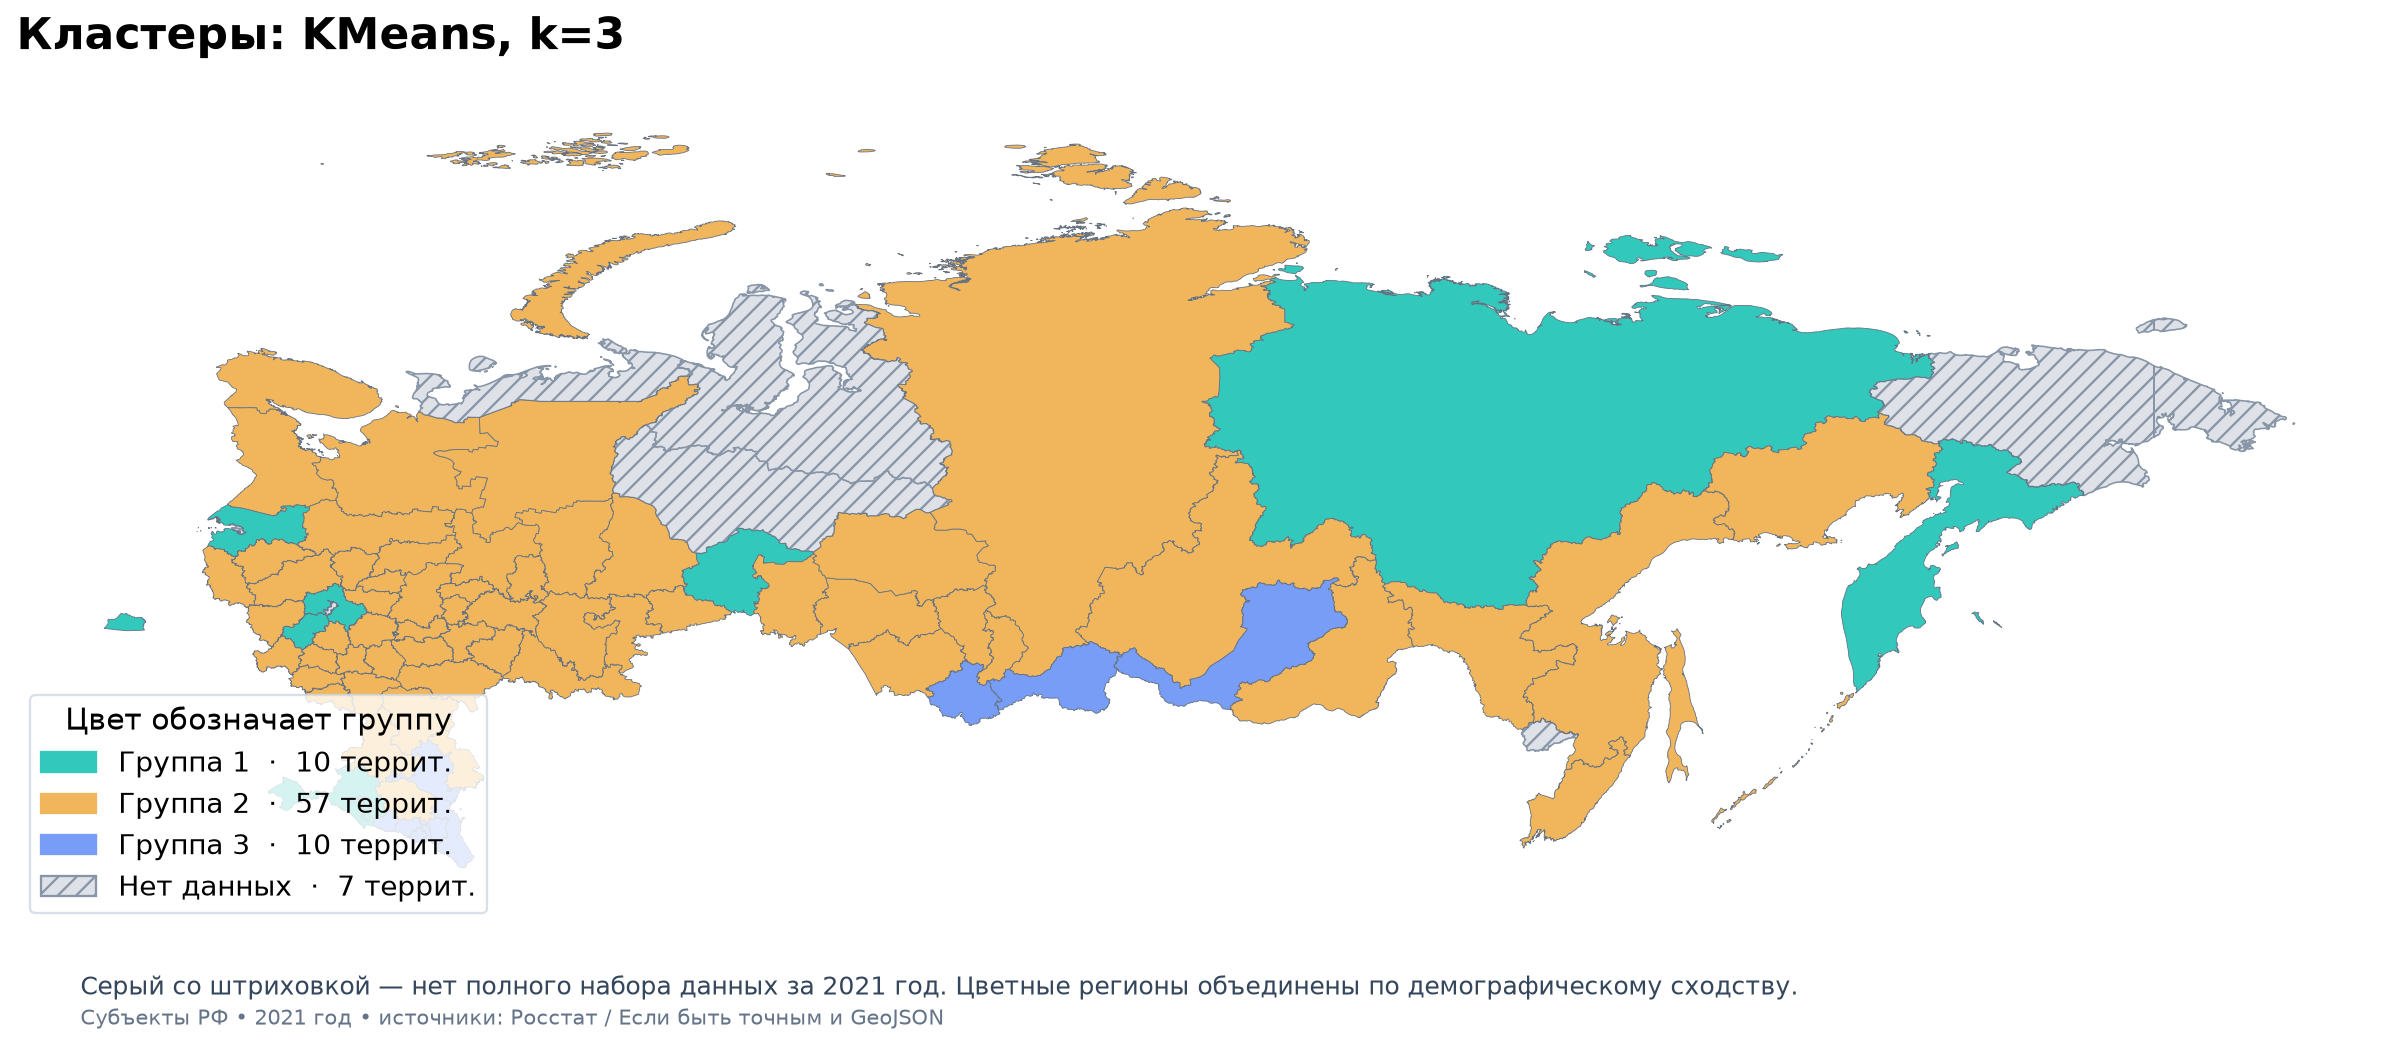 Кластеры: KMeans, k=3
Цвет обозначает группу
Группа 1 · 10 террит.
Группа 2 · 57 террит.
Группа 3 · 10 террит.
Нет данных · 7 террит.
Серый со штриховкой — нет полного набора данных за 2021 год. Цветные регионы объединены по демографическому сходству.
Субъекты РФ • 2021 год • источники: Росстат / Если быть точным и GeoJSON